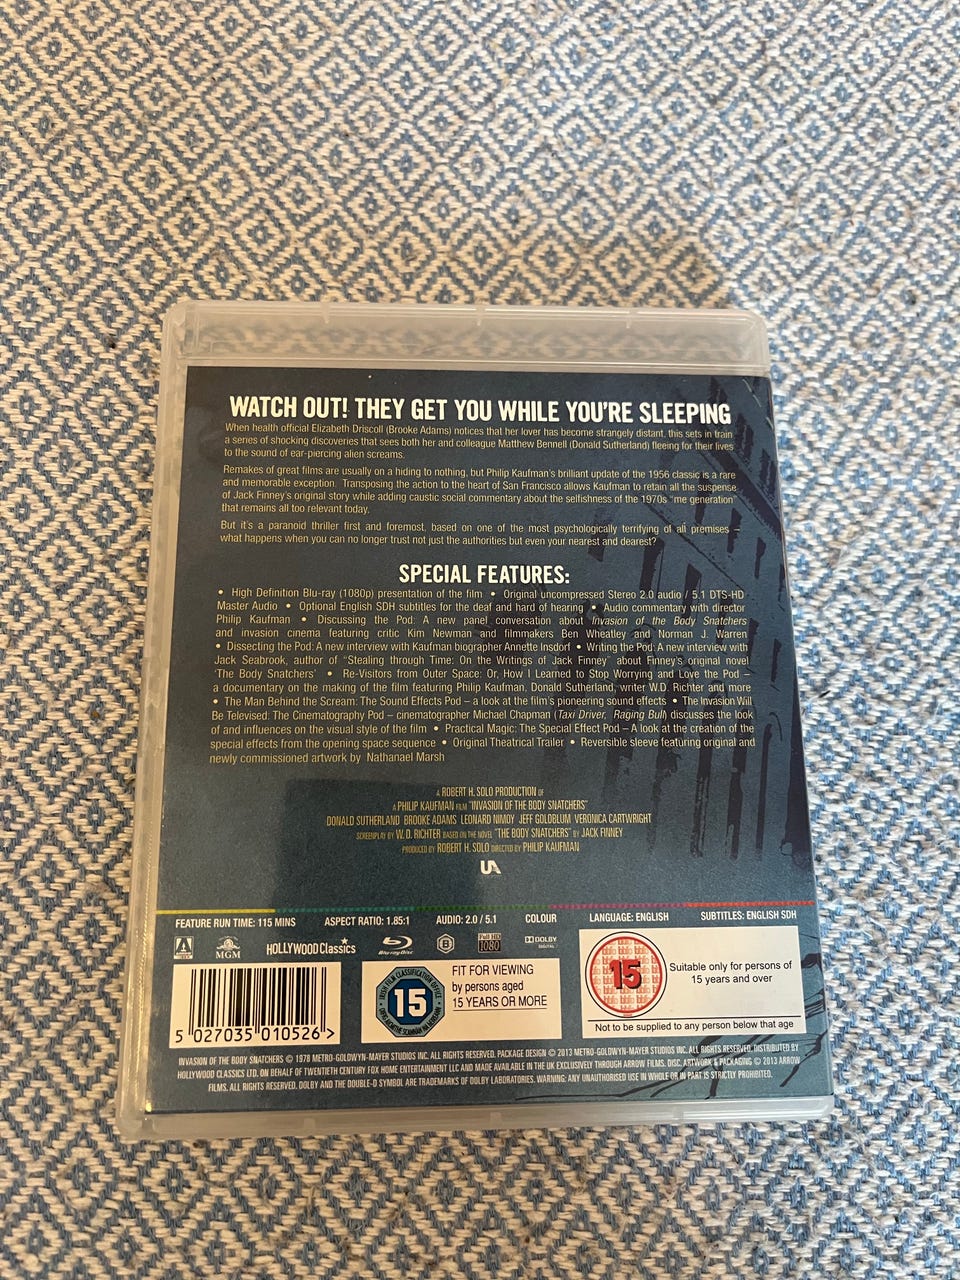 WATCH OUT! THEY GET YOU WHILE YOU'RE SLEEPING
When health official Elizabeth Driscoll (Brooke Adams) notices that her lover has become strangely distant, this sets in train
a series of shocking discoveries that sees both her and colleague Matthew Bennell (Donald Sutherland) fleeing for their lives
to the sound of ear-piercing alien screams.
Remakes of great films are usually on a hiding to nothing, but Philip Kaufman's brilliant update of the 1956 classic is a rare
and memorable exception. Transposing the action to the heart of San Francisco allows Kaufman to retain all the suspense
of Jack Finney's original story while adding caustic social commentary about the selfishness of the 1970s "me generation"
that remains all too relevant today.
But it's a paranoid thriller first and foremost, based on one of the most psychologically terrifying of all premises –
what happens when you can no longer trust not just the authorities but even your nearest and dearest?
SPECIAL FEATURES:
• High Definition Blu-ray (1080p) presentation of the film • Original uncompressed Stereo 2.0 audio / 5.1 DTS-HD
Master Audio • Optional English SDH subtitles for the deaf and hard of hearing • Audio commentary with director
Philip Kaufman • Discussing the Pod: A new panel conversation about Invasion of the Body Snatchers
and invasion cinema featuring critic Kim Newman and filmmakers Ben Wheatley and Norman J. Warren
• Dissecting the Pod: A new interview with Kaufman biographer Annette Insdorf • Writing the Pod: A new interview with
Jack Seabrook, author of "Stealing through Time: On the Writings of Jack Finney" about Finney's original novel
'The Body Snatchers' • Re-Visitors from Outer Space: Or, How I Learned to Stop Worrying and Love the Pod –
a documentary on the making of the film featuring Philip Kaufman, Donald Sutherland, writer W.D. Richter and more
• The Man Behind the Scream: The Sound Effects Pod – a look at the film's pioneering sound effects • The Invasion Will
Be Televised: The Cinematography Pod – cinematographer Michael Chapman (Taxi Driver, Raging Bull) discusses the look
of and influences on the visual style of the film • Practical Magic: The Special Effect Pod – A look at the creation of the
special effects from the opening space sequence • Original Theatrical Trailer • Reversible sleeve featuring original and
newly commissioned artwork by Nathanael Marsh
A ROBERT H. SOLO PRODUCTION OF
A PHILIP KAUFMAN FILM "INVASION OF THE BODY SNATCHERS"
DONALD SUTHERLAND BROOKE ADAMS LEONARD NIMOY JEFF GOLDBLUM VERONICA CARTWRIGHT
SCREENPLAY BY W. D. RICHTER BASED ON THE NOVEL "THE BODY SNATCHERS" BY JACK FINNEY
PRODUCED BY ROBERT H. SOLO DIRECTED BY PHILIP KAUFMAN
UA
FEATURE RUN TIME: 115 MINS ASPECT RATIO: 1.85:1 AUDIO: 2.0 / 5.1 COLOUR LANGUAGE: ENGLISH SUBTITLES: ENGLISH SDH
MGM HOLLYWOOD Classics Blu-ray Disc B Full HD 1080 DOLBY DIGITAL
5 027035 010526 >
IRISH FILM CLASSIFICATION OFFICE
15
FIT FOR VIEWING
by persons aged
15 YEARS OR MORE
15
Suitable only for persons of
15 years and over
Not to be supplied to any person below that age
INVASION OF THE BODY SNATCHERS © 1978 METRO-GOLDWYN-MAYER STUDIOS INC. ALL RIGHTS RESERVED. PACKAGE DESIGN © 2013 METRO-GOLDWYN-MAYER STUDIOS INC. ALL RIGHTS RESERVED. DISTRIBUTED BY
HOLLYWOOD CLASSICS LTD. ON BEHALF OF TWENTIETH CENTURY FOX HOME ENTERTAINMENT LLC AND MADE AVAILABLE IN THE UK EXCLUSIVELY THROUGH ARROW FILMS. DISC, ARTWORK & PACKAGING © 2013 ARROW
FILMS. ALL RIGHTS RESERVED. DOLBY AND THE DOUBLE-D SYMBOL ARE TRADEMARKS OF DOLBY LABORATORIES. WARNING: ANY UNAUTHORISED USE IN WHOLE OR IN PART IS STRICTLY PROHIBITED.